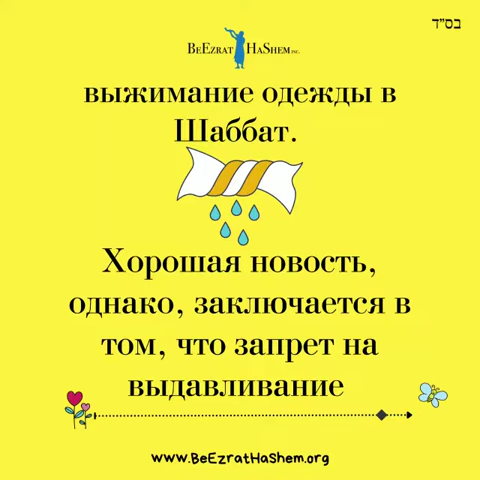 בס״ד
BEEZRAT HASHEM INC.
выжимание одежды в
Шаббат.
Хорошая новость,
однако, заключается в
том, что запрет на
выдавливание
www.BeEzratHaShem.org